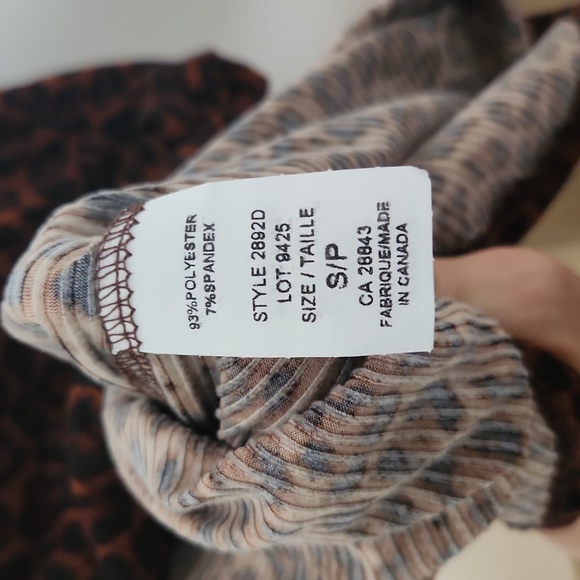 93%POLYESTER
7%SPANDEX
STYLE 2892D
LOT 9425
SIZE / TAILLE
S/P
CA 28843
FABRIQUE/MADE
IN CANADA